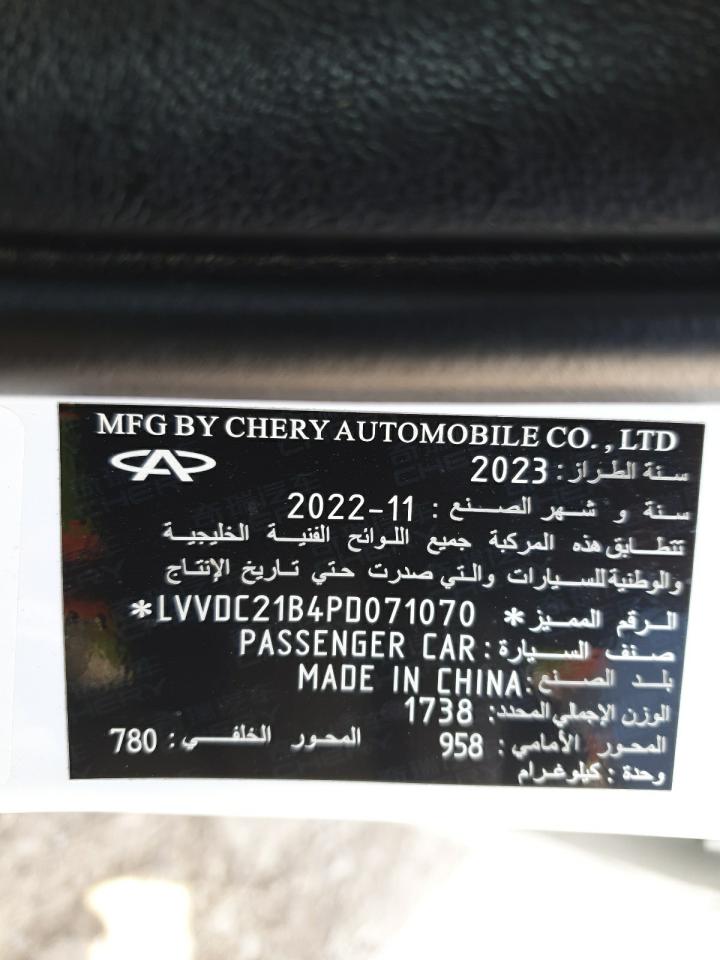 MFG BY CHERY AUTOMOBILE CO. , LTD
سنة الطراز: 2023
سنة و شهر الصنع : 2022-11
تتطابق هذه المركبة جميع اللوائح الفنية الخليجية
والوطنية للسيارات والتي صدرت حتي تاريخ الإنتاج
الرقم المميز* LVVDC21B4PD071070*
صنف السيارة: PASSENGER CAR
بلد الصنع: MADE IN CHINA
الوزن الإجمالي المحدد: 1738
المحور الأمامي: 958 المحور الخلفي: 780
وحدة : كيلوغرام